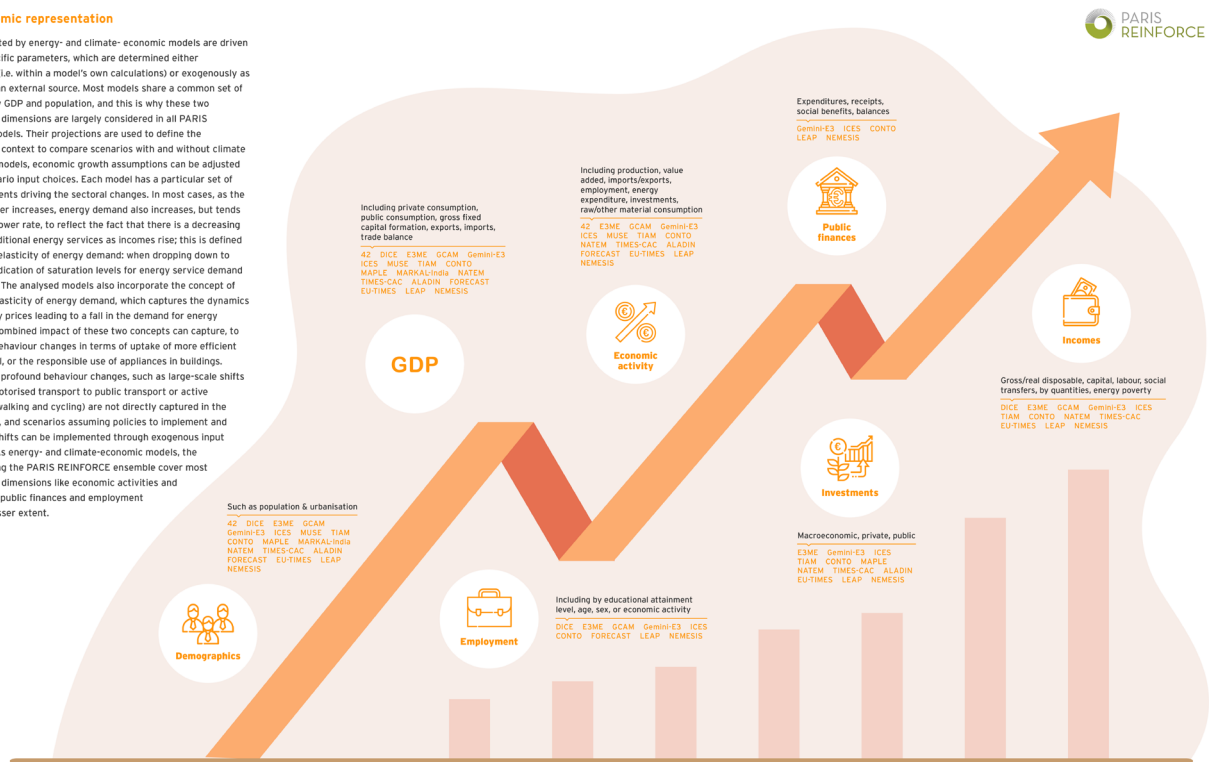 mic representation
ted by energy- and climate- economic models are driven
ific parameters, which are determined either
(i.e. within a model's own calculations) or exogenously as
an external source. Most models share a common set of
GDP and population, and this is why these two
dimensions are largely considered in all PARIS
odels. Their projections are used to define the
context to compare scenarios with and without climate
models, economic growth assumptions can be adjusted
ario input choices. Each model has a particular set of
ents driving the sectoral changes. In most cases, as the
er increases, energy demand also increases, but tends
ower rate, to reflect the fact that there is a decreasing
ditional energy services as incomes rise; this is defined
elasticity of energy demand: when dropping down to
dication of saturation levels for energy service demand
The analysed models also incorporate the concept of
asticity of energy demand, which captures the dynamics
y prices leading to a fall in the demand for energy
ombined impact of these two concepts can capture, to
ehaviour changes in terms of uptake of more efficient
l, or the responsible use of appliances in buildings.
profound behaviour changes, such as large-scale shifts
otorised transport to public transport or active
walking and cycling) are not directly captured in the
, and scenarios assuming policies to implement and
hifts can be implemented through exogenous input
s energy- and climate-economic models, the
ng the PARIS REINFORCE ensemble cover most
dimensions like economic activities and
public finances and employment
sser extent.
PARIS
REINFORCE
Such as population & urbanisation
42 DICE E3ME GCAM
Gemini-E3 ICES MUSE TIAM
CONTO MAPLE MARKAL-India
NATEM TIMES-CAC ALADIN
FORECAST EU-TIMES LEAP
NEMESIS
Demographics
Including private consumption,
public consumption, gross fixed
capital formation, exports, imports,
trade balance
42 DICE E3ME GCAM Gemini-E3
ICES MUSE TIAM CONTO
MAPLE MARKAL-India NATEM
TIMES-CAC ALADIN FORECAST
EU-TIMES LEAP NEMESIS
GDP
Employment
Including by educational attainment
level, age, sex, or economic activity
DICE E3ME GCAM Gemini-E3 ICES
CONTO FORECAST LEAP NEMESIS
Including production, value
added, imports/exports,
employment, energy
expenditure, investments,
raw/other material consumption
42 E3ME GCAM Gemini-E3
ICES MUSE TIAM CONTO
NATEM TIMES-CAC ALADIN
FORECAST EU-TIMES LEAP
NEMESIS
Economic
activity
Expenditures, receipts,
social benefits, balances
Gemini-E3 ICES CONTO
LEAP NEMESIS
Public
finances
Investments
Macroeconomic, private, public
E3ME Gemini-E3 ICES
TIAM CONTO MAPLE
NATEM TIMES-CAC ALADIN
EU-TIMES LEAP NEMESIS
Incomes
Gross/real disposable, capital, labour, social
transfers, by quantities, energy poverty
DICE E3ME GCAM Gemini-E3 ICES
TIAM CONTO NATEM TIMES-CAC
EU-TIMES LEAP NEMESIS